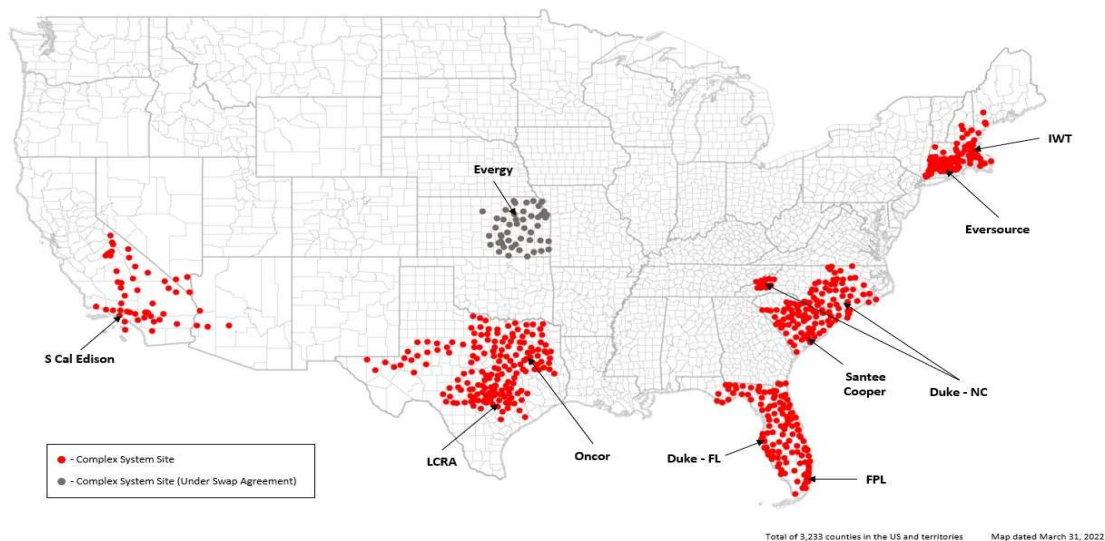 IWT
Evergy
Eversource
S Cal Edison
Santee
Cooper
Duke - NC
LCRA
Oncor
Duke - FL
FPL
- Complex System Site
- Complex System Site (Under Swap Agreement)
Total of 3,233 counties in the US and territories Map dated March 31, 2022